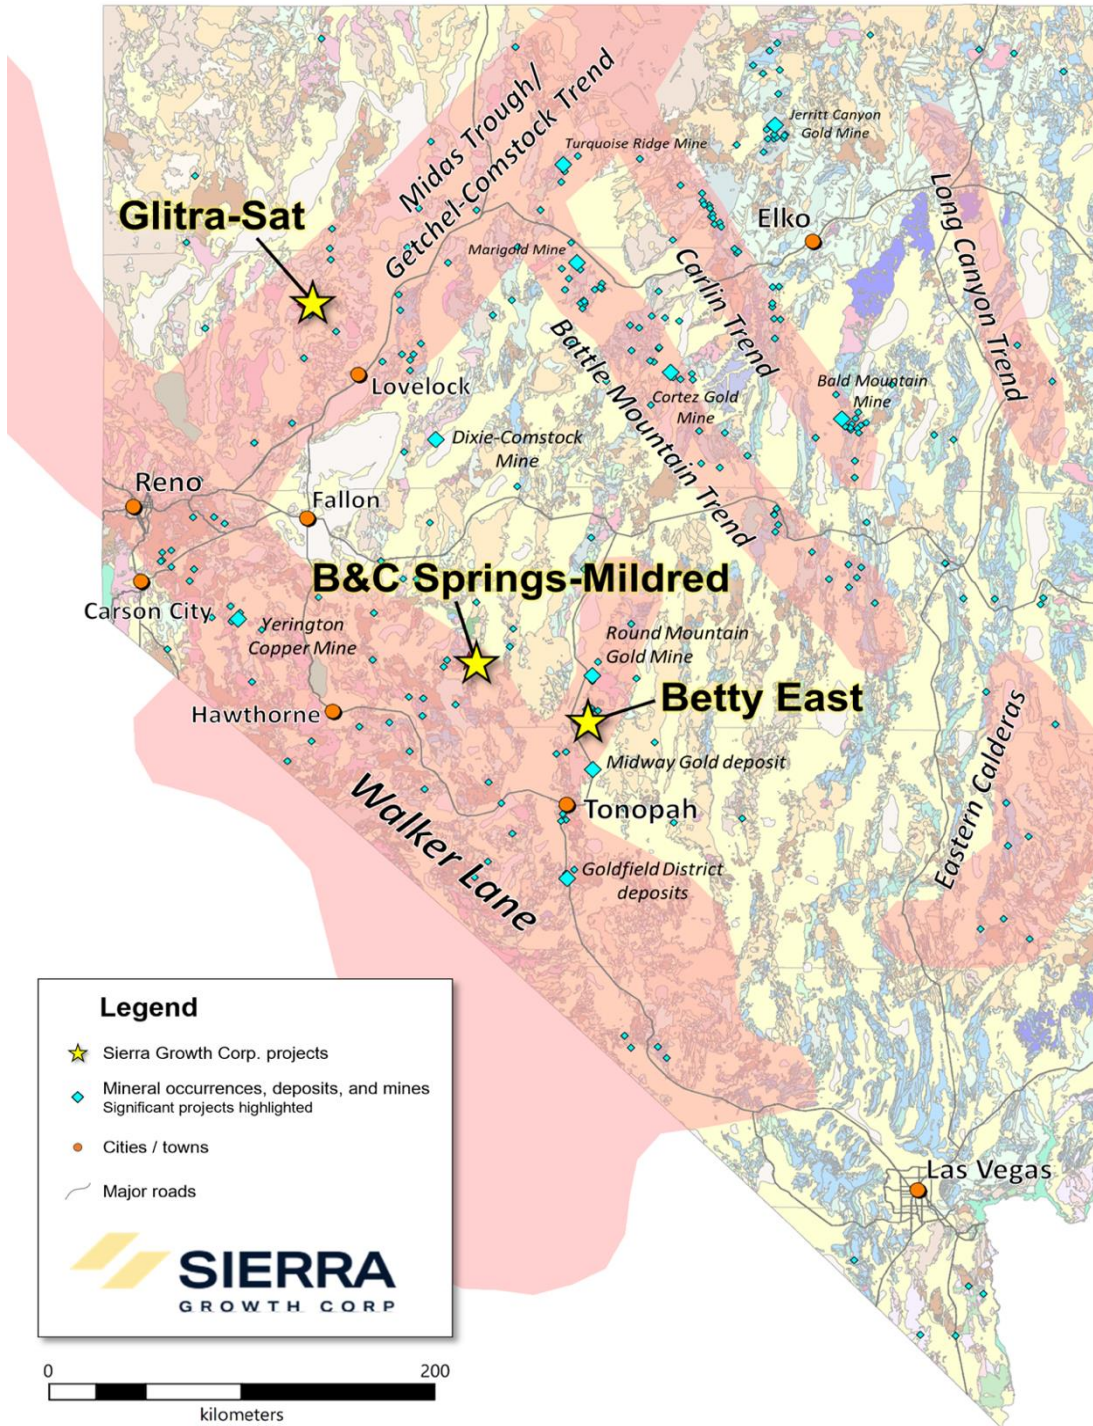 Midas Trough/
Getchel-Comstock Trend
Jerritt Canyon
Gold Mine
Turquoise Ridge Mine
Glitra-Sat
Elko
Long Canyon Trend
Marigold Mine
Carlin Trend
Battle Mountain Trend
Lovelock
Cortez Gold
Mine
Bald Mountain
Mine
Dixie-Comstock
Mine
Reno
Fallon
B&C Springs-Mildred
Carson City
Yerington
Copper Mine
Round Mountain
Gold Mine
Betty East
Hawthorne
Midway Gold deposit
Eastern Calderas
Walker Lane
Tonopah
Goldfield District
deposits
Legend
Sierra Growth Corp. projects
Mineral occurrences, deposits, and mines
Significant projects highlighted
Cities / towns
Major roads
SIERRA
GROWTH CORP
Las Vegas
0 200
kilometers